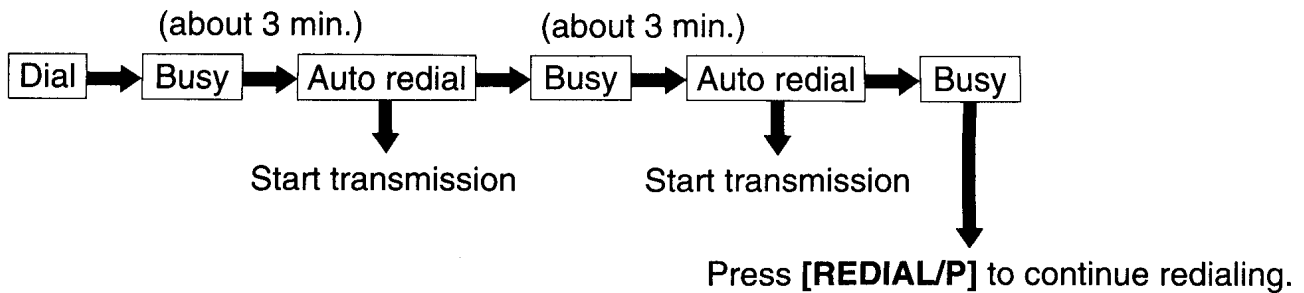 (about 3 min.) (about 3 min.)
Dial Busy Auto redial Busy Auto redial Busy
Start transmission Start transmission
Press [REDIAL/P] to continue redialing.